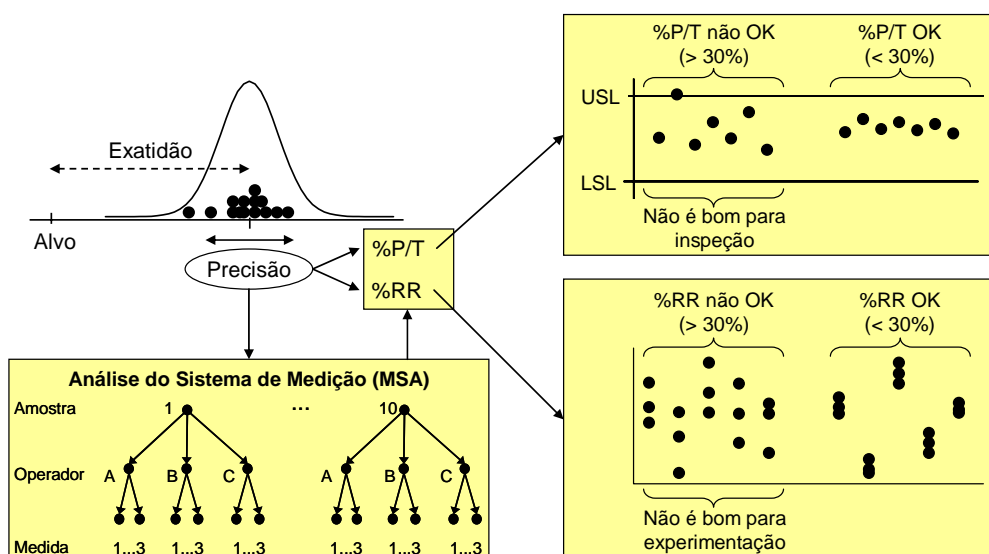 Exatidão
Alvo
Precisão
%P/T
%RR
Análise do Sistema de Medição (MSA)
Amostra 1 ... 10
Operador A B C A B C
Medida 1...3 1...3 1...3 1...3 1...3 1...3
%P/T não OK
(> 30%)
%P/T OK
(< 30%)
USL
LSL
Não é bom para
inspeção
%RR não OK
(> 30%)
%RR OK
(< 30%)
Não é bom para
experimentação